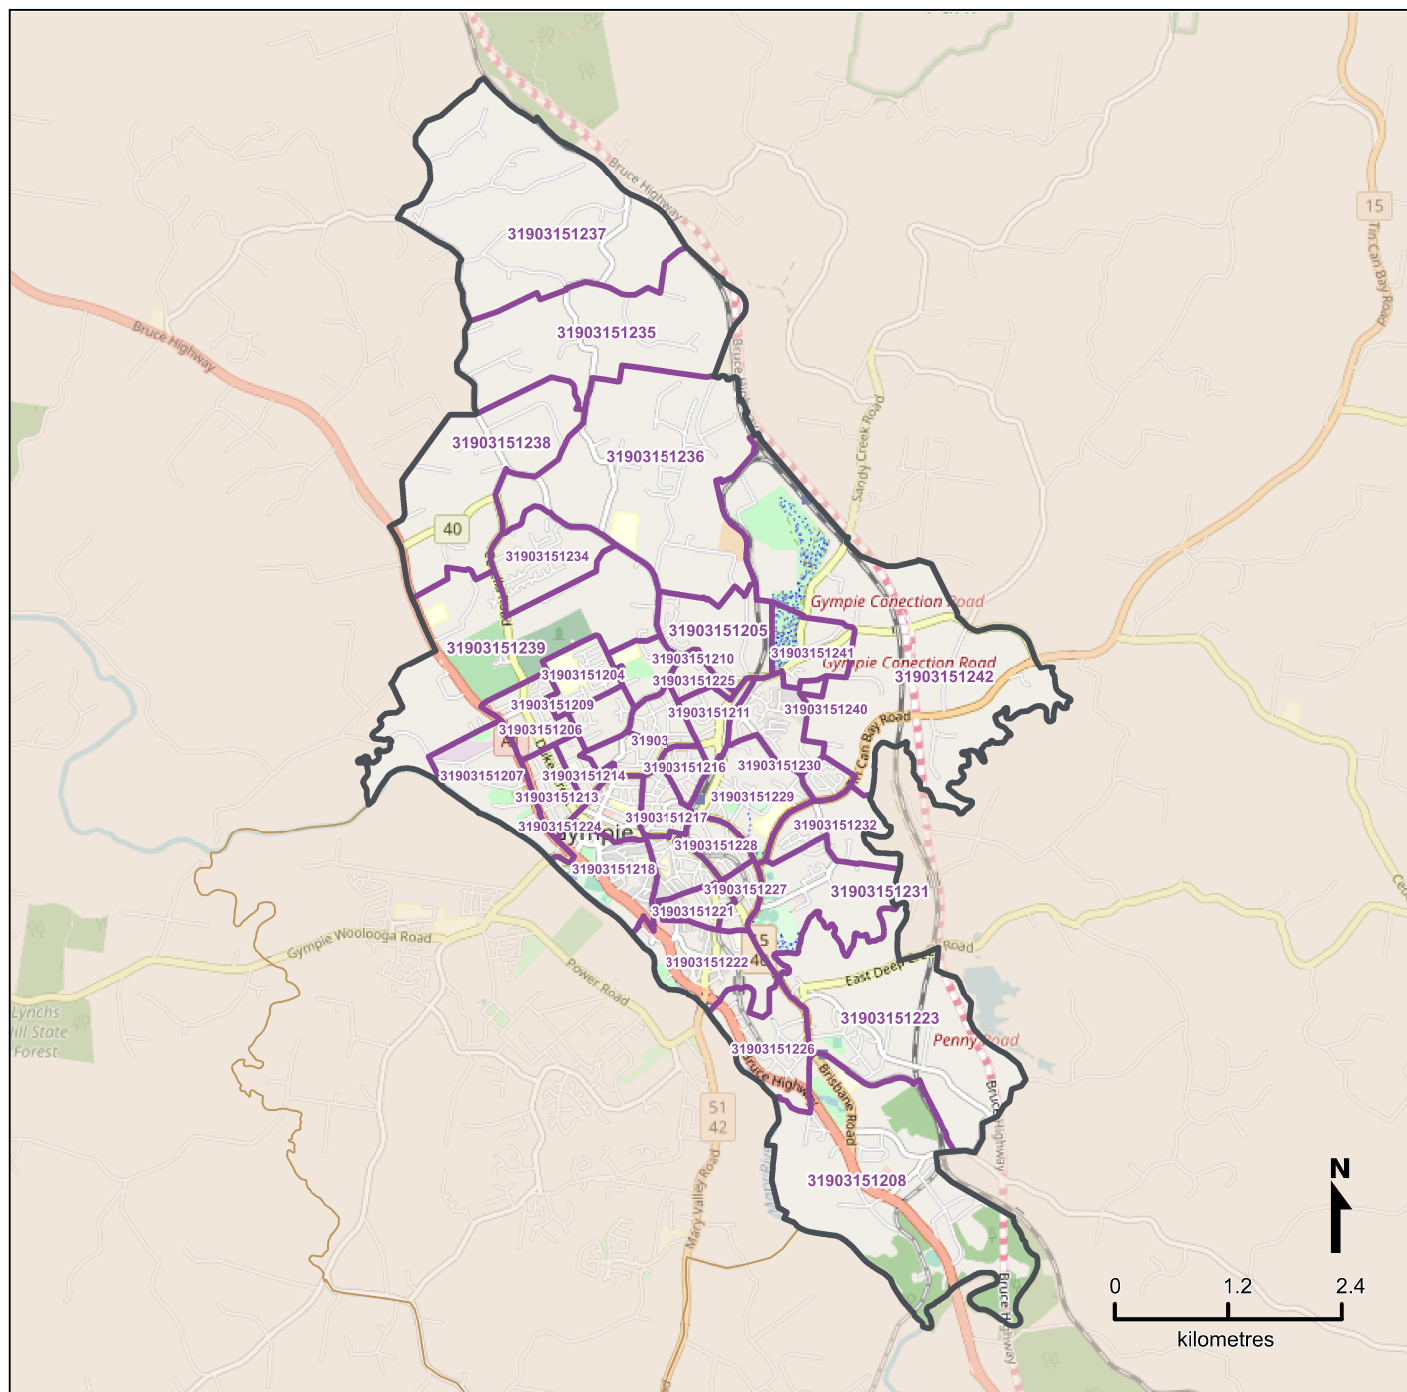 Bruce Highway
15
Tin Can Bay Road
31903151237
31903151235
Bruce Highway
Bruce Highway
31903151238
31903151236
Sandy Creek Road
40
31903151234
Gympie Conection Road
31903151205
31903151239
31903151210
31903151241
Gympie Conection Road
31903151204
31903151225
31903151242
31903151209
31903151211
31903151240
Tin Can Bay Road
31903151206
31903
31903151207
31903151214
31903151216
31903151230
31903151213
31903151229
31903151217
31903151224
31903151232
Gympie
31903151228
31903151218
31903151227
31903151231
31903151221
Gympie Woolooga Road
Power Road
31903151222
East Deep
Road
Lynchs
Hill State
Forest
31903151223
Penny Road
31903151226
Bruce Highway
Brisbane Road
Bruce Highway
51
42
Mary Valley Road
31903151208
N
Bruce Highway
0 1.2 2.4
kilometres